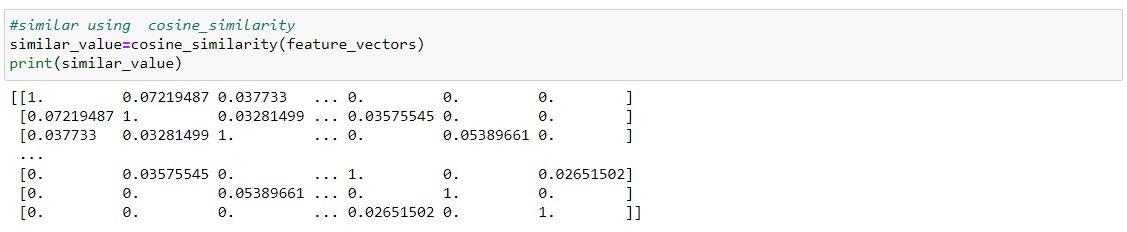 #similar using  cosine_similarity
similar_value=cosine_similarity(feature_vectors)
print(similar_value)
[[1.         0.07219487 0.037733   ... 0.         0.         0.        ]
 [0.07219487 1.         0.03281499 ... 0.03575545 0.         0.        ]
 [0.037733   0.03281499 1.         ... 0.         0.05389661 0.        ]
 ...
 [0.         0.03575545 0.         ... 1.         0.         0.02651502]
 [0.         0.         0.05389661 ... 0.         1.         0.        ]
 [0.         0.         0.         ... 0.02651502 0.         1.        ]]